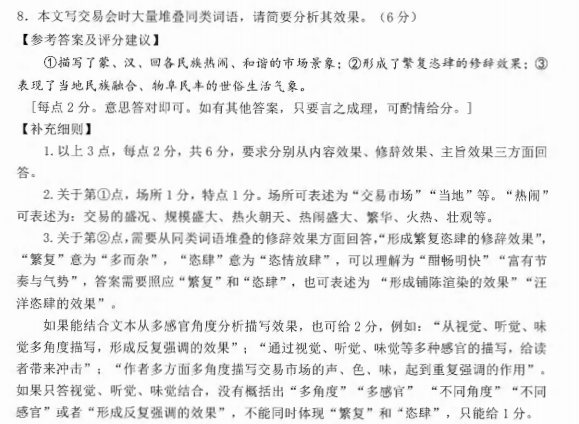 8．本文写交易会时大量堆叠同类词语，请简要分析其效果。（6 分）
【参考答案及评分建议】
①描写了蒙、汉、回各民族热闹、和谐的市场景象；②形成了繁复恣肆的修辞效果；③
表现了当地民族融合、物阜民丰的世俗生活气象。
［每点 2 分。意思答对即可。如有其他答案，只要言之成理，可酌情给分。］
【补充细则】
1.以上 3 点，每点 2 分，共 6 分，要求分别从内容效果、修辞效果、主旨效果三方面回
答。
2.关于第①点，场所 1 分，特点 1 分。场所可表述为“交易市场”“当地”等。“热闹”
可表述为：交易的盛况、规模盛大、热火朝天、热闹盛大、繁华、火热、壮观等。
3.关于第②点,需要从同类词语堆叠的修辞效果方面回答,“形成繁复恣肆的修辞效果”，
“繁复”意为“多而杂”，“恣肆”意为“恣情放肆”，可以理解为“酣畅明快”“富有节
奏与气势”，答案需要照应“繁复”和“恣肆”，也可表述为 “形成铺陈渲染的效果”“汪
洋恣肆的效果”。
如果能结合文本从多感官角度分析描写效果，也可给 2 分，例如：“从视觉、听觉、味
觉多角度描写，形成反复强调的效果”；“通过视觉、听觉、味觉等多种感官的描写，给读
者带来冲击”；“作者多方面多角度描写交易市场的声、色、味，起到重复强调的作用”。
如果只答视觉、听觉、味觉结合，没有概括出“多角度”“多感官” “不同角度”“不同
感官”或者“形成反复强调的效果”，不能同时体现“繁复”和“恣肆”，只能给 1 分。